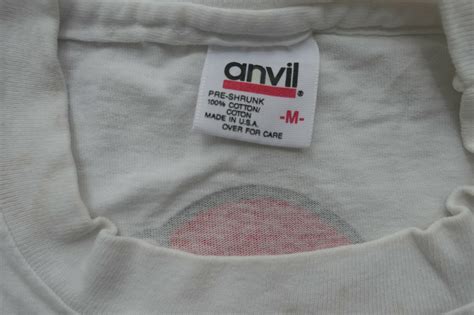 anvil®
PRE-SHRUNK
100% COTTON/
COTON
MADE IN U.S.A.
OVER FOR CARE
-M-